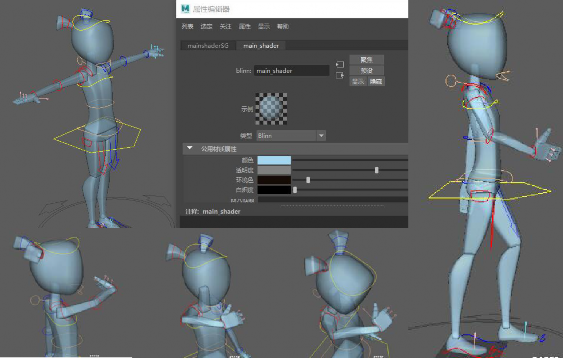 属性编辑器
列表 选定 关注 属性 显示 帮助
mainshaderSG main_shader
blinn: main_shader
聚焦
预设
显示 隐藏
示例
类型 Blinn
公用材质属性
颜色
透明度
环境色
白炽度
注释: main_shader